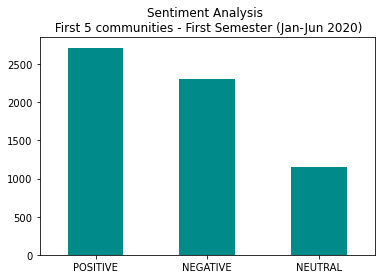 Sentiment Analysis
First 5 communities - First Semester (Jan-Jun 2020)
2500
2000
1500
1000
500
0
POSITIVE
NEGATIVE
NEUTRAL